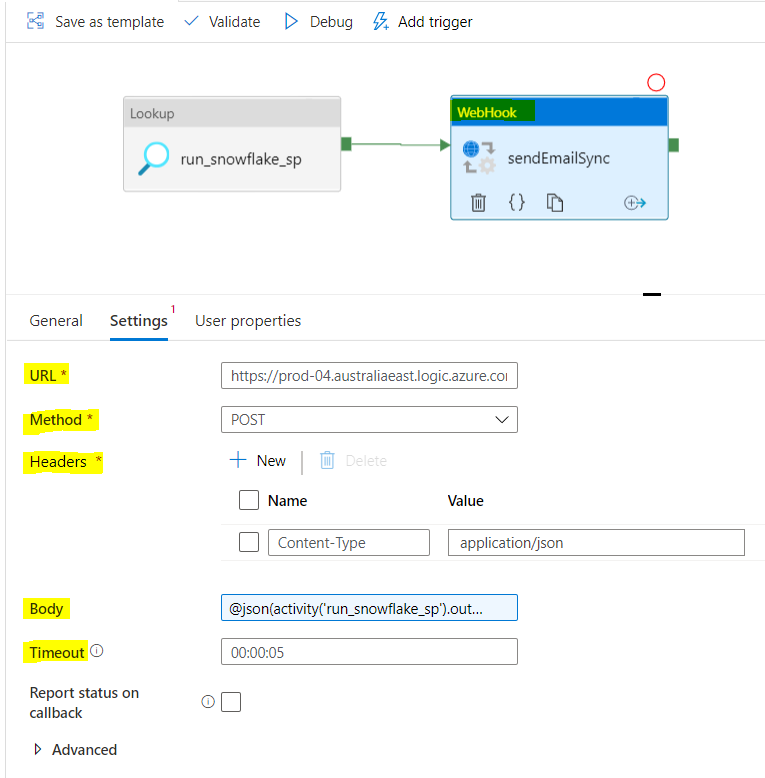 Save as template Validate Debug Add trigger
Lookup
run_snowflake_sp
WebHook
sendEmailSync
{}
General Settings 1 User properties
URL * https://prod-04.australiaeast.logic.azure.co
Method * POST
Headers * New Delete
Name Value
Content-Type application/json
Body @json(activity('run_snowflake_sp').out...
Timeout 00:00:05
Report status on
callback
Advanced